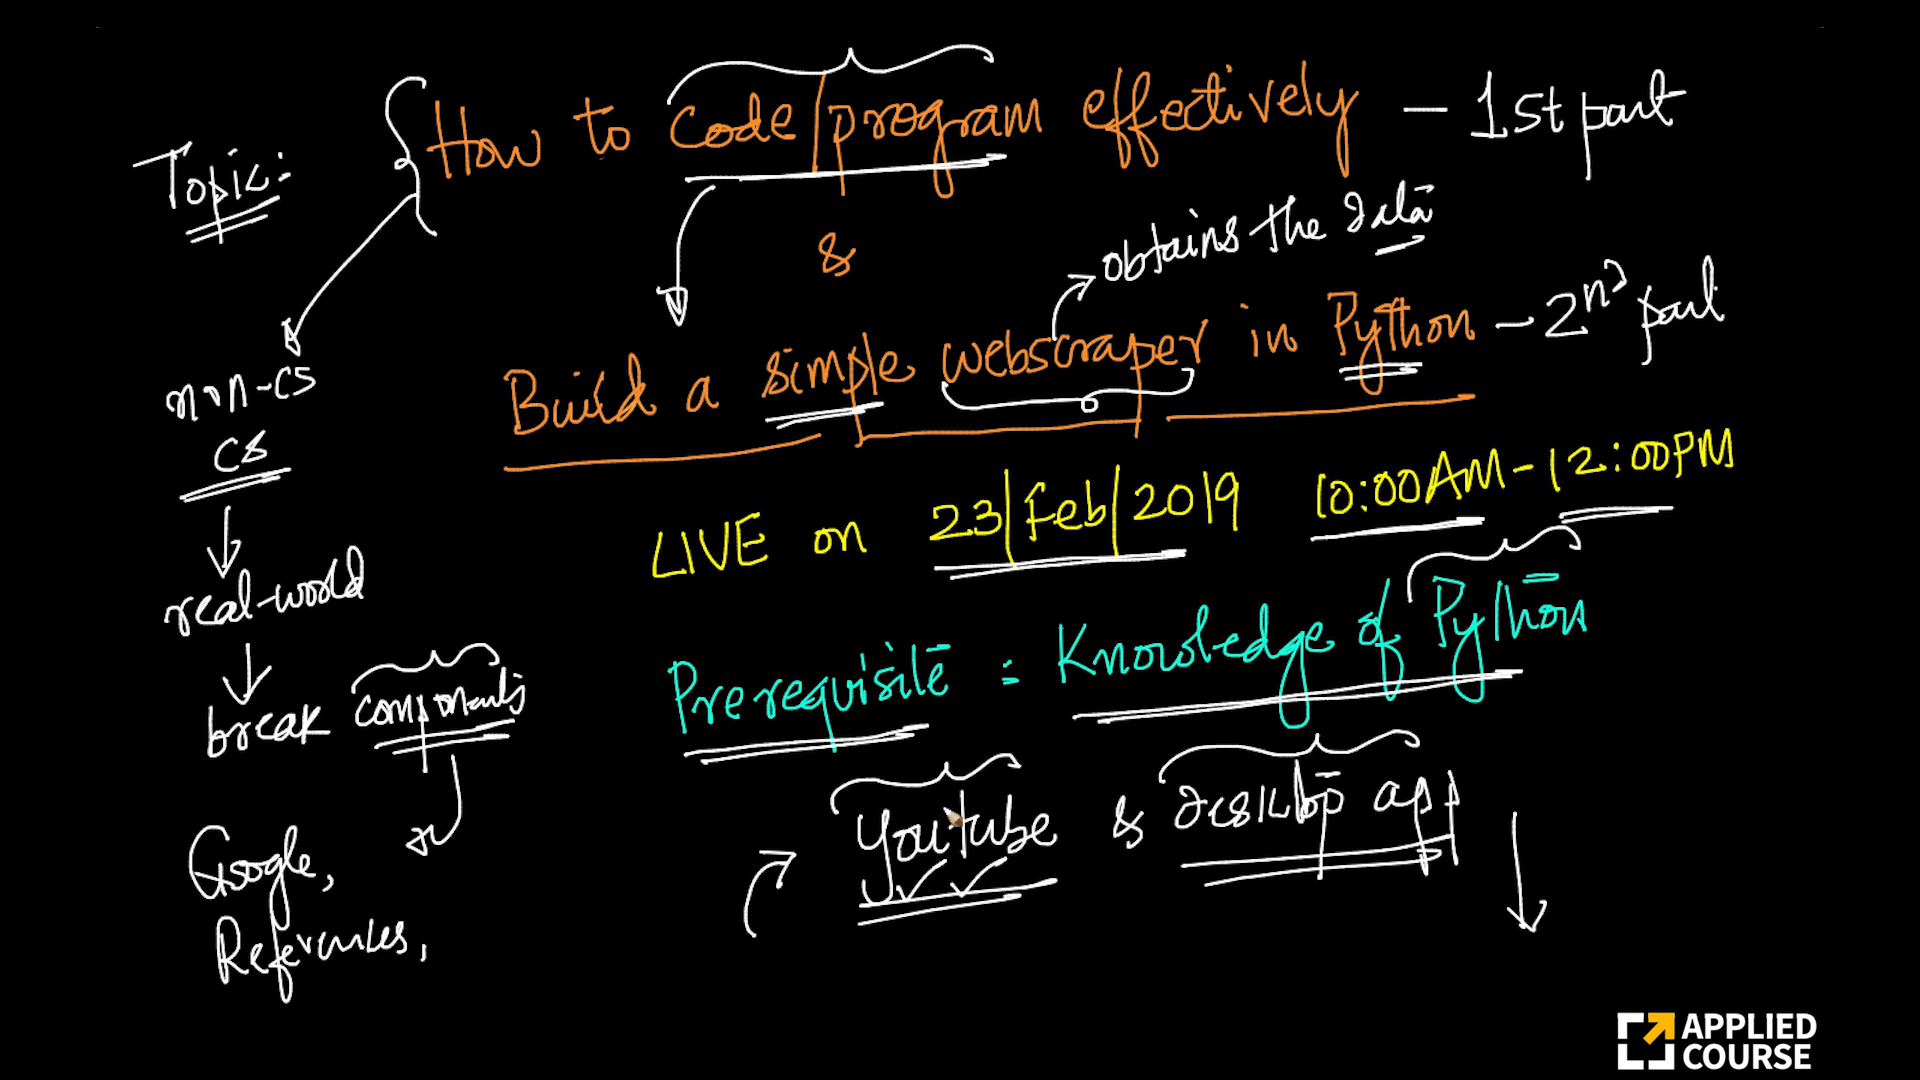 Topic:
How to code/program effectively - 1st part
&
obtains the data
Build a simple webscraper in Python - 2nd part
non-CS
CS
LIVE on 23/Feb/2019 10:00AM-12:00PM
real-world
Prerequisite : Knowledge of Python
break components
Youtube & desktop app
Google,
References,
APPLIED
COURSE